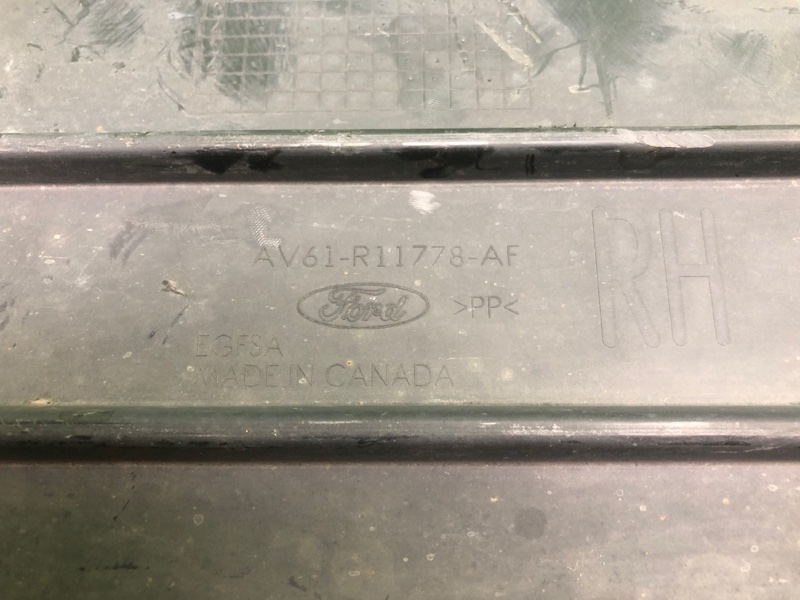 AV61-R11778-AF
Ford >PP<
RH
EGFSA
MADE IN CANADA